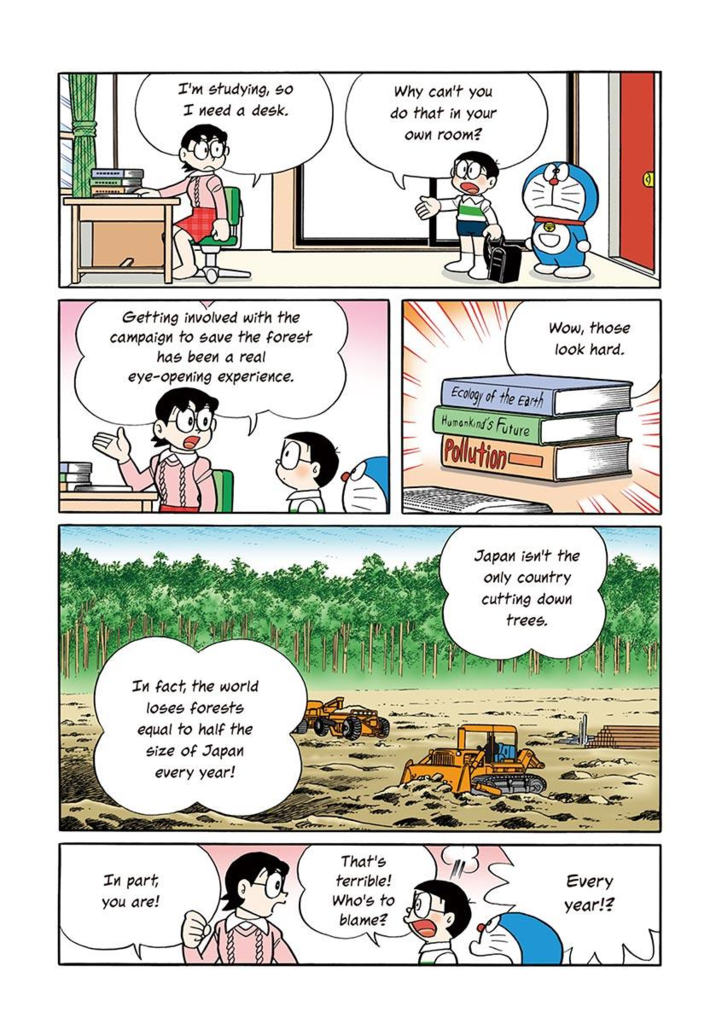 I'm studying, so
I need a desk.
Why can't you
do that in your
own room?
Getting involved with the
campaign to save the forest
has been a real
eye-opening experience.
Wow, those
look hard.
Ecology of the Earth
Humankind's Future
Pollution
Japan isn't the
only country
cutting down
trees.
In fact, the world
loses forests
equal to half the
size of Japan
every year!
In part,
you are!
That's
terrible!
Who's to
blame?
Every
year!?